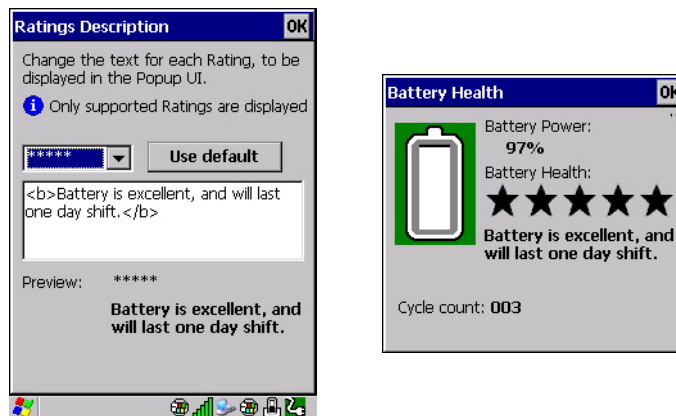 Ratings Description OK
Change the text for each Rating, to be
displayed in the Popup UI.
Only supported Ratings are displayed
***** Use default
<b>Battery is excellent, and will last
one day shift.</b>
Preview: *****
Battery is excellent, and
will last one day shift.
Battery Health OK
Battery Power:
97%
Battery Health:
Battery is excellent, and
will last one day shift.
Cycle count: 003